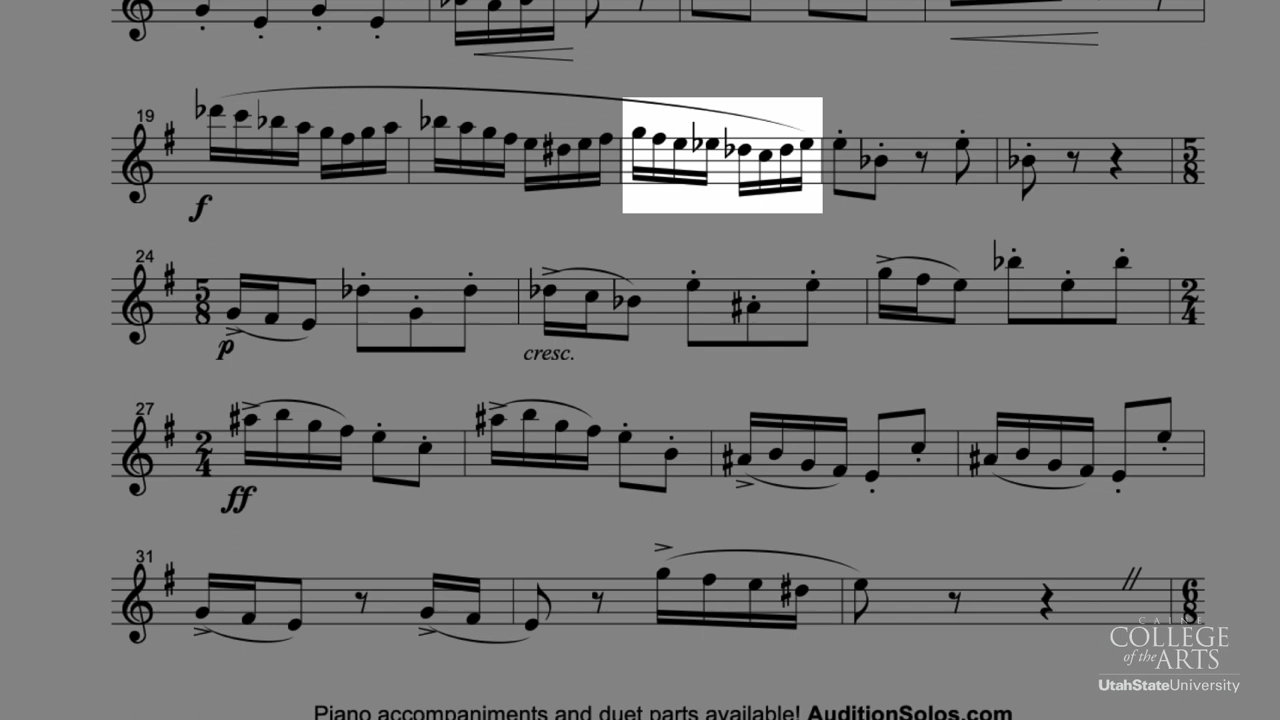 19
f
5
8
24
5
8
p
cresc.
2
4
27
2
4
ff
31
6
8
CAINE
COLLEGE
of the ARTS
UtahStateUniversity
Piano accompaniments and duet parts available! AuditionSolos.com